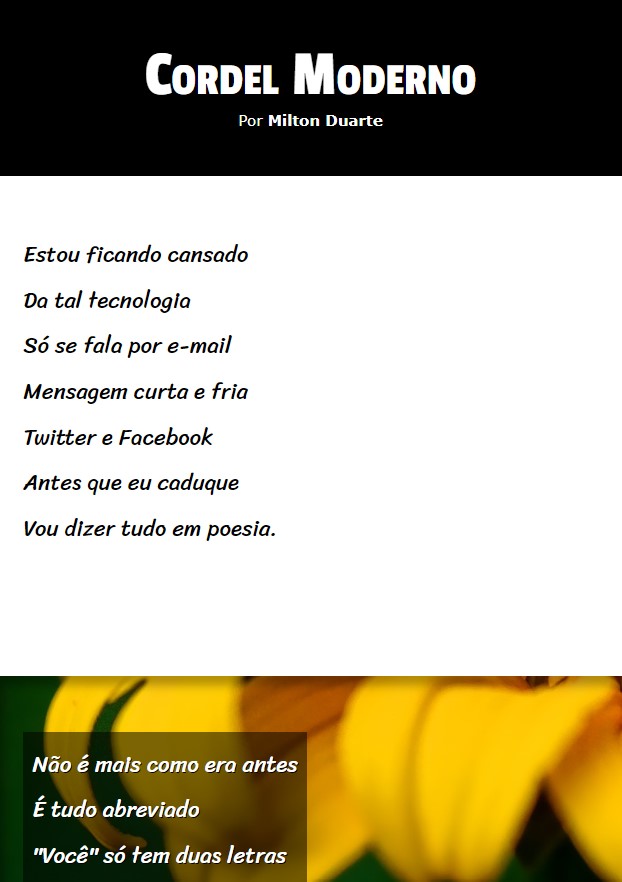 Cordel Moderno
Por Milton Duarte
Estou ficando cansado
Da tal tecnologia
Só se fala por e-mail
Mensagem curta e fria
Twitter e Facebook
Antes que eu caduque
Vou dizer tudo em poesia.
Não é mais como era antes
É tudo abreviado
"Você" só tem duas letras